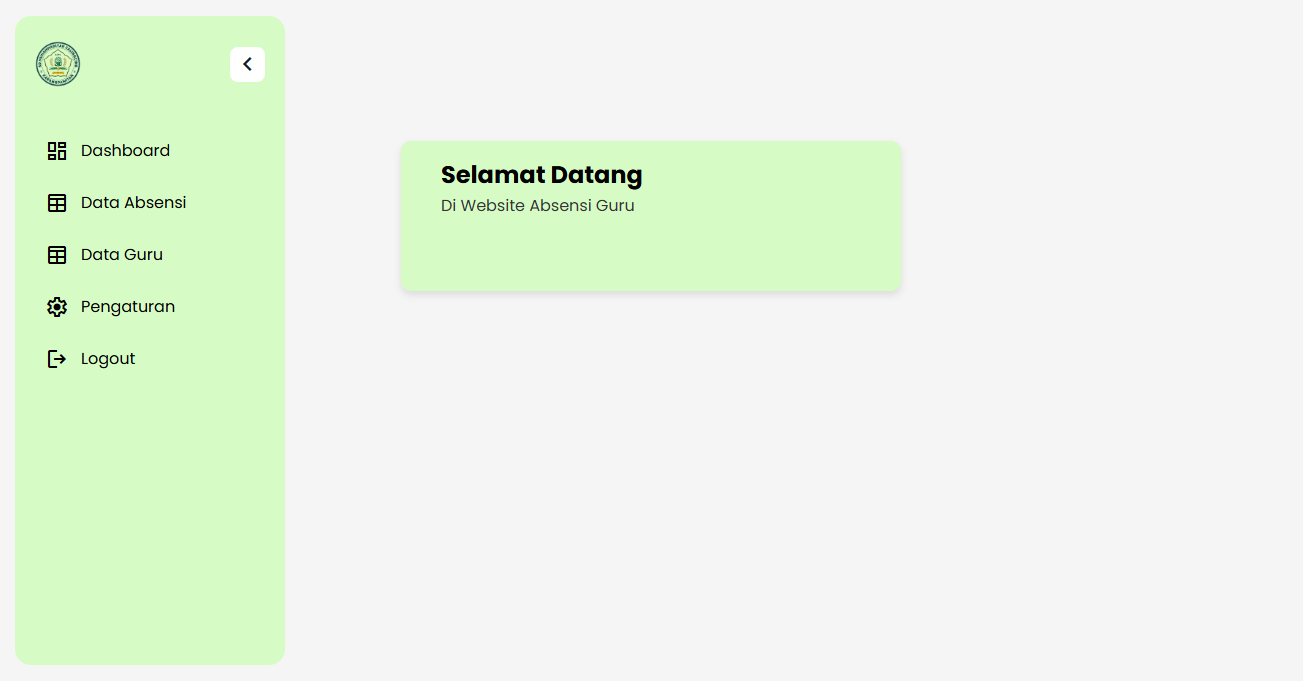 Dashboard
Data Absensi
Data Guru
Pengaturan
Logout
Selamat Datang
Di Website Absensi Guru